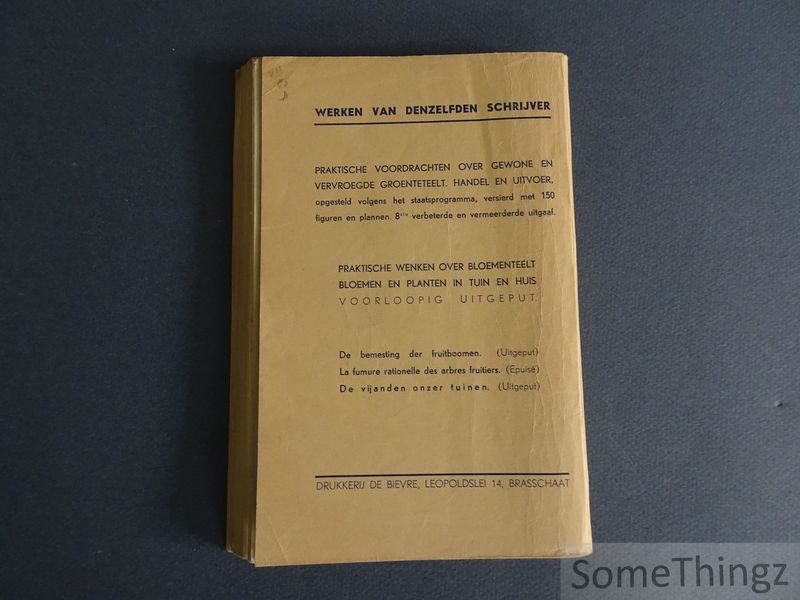 WERKEN VAN DENZELFDEN SCHRIJVER
PRAKTISCHE VOORDRACHTEN OVER GEWONE EN
VERVROEGDE GROENTETEELT. HANDEL EN UITVOER,
opgesteld volgens het staatsprogramma, versierd met 150
figuren en plannen. 8ste verbeterde en vermeerderde uitgaaf.
PRAKTISCHE WENKEN OVER BLOEMENTEELT
BLOEMEN EN PLANTEN IN TUIN EN HUIS
VOORLOOPIG UITGEPUT.
De bemesting der fruitboomen. (Uitgeput)
La fumure rationelle des arbres fruitiers. (Epuisé)
De vijanden onzer tuinen. (Uitgeput)
DRUKKERIJ DE BIEVRE, LEOPOLDSLEI 14, BRASSCHAAT
SomeThingz